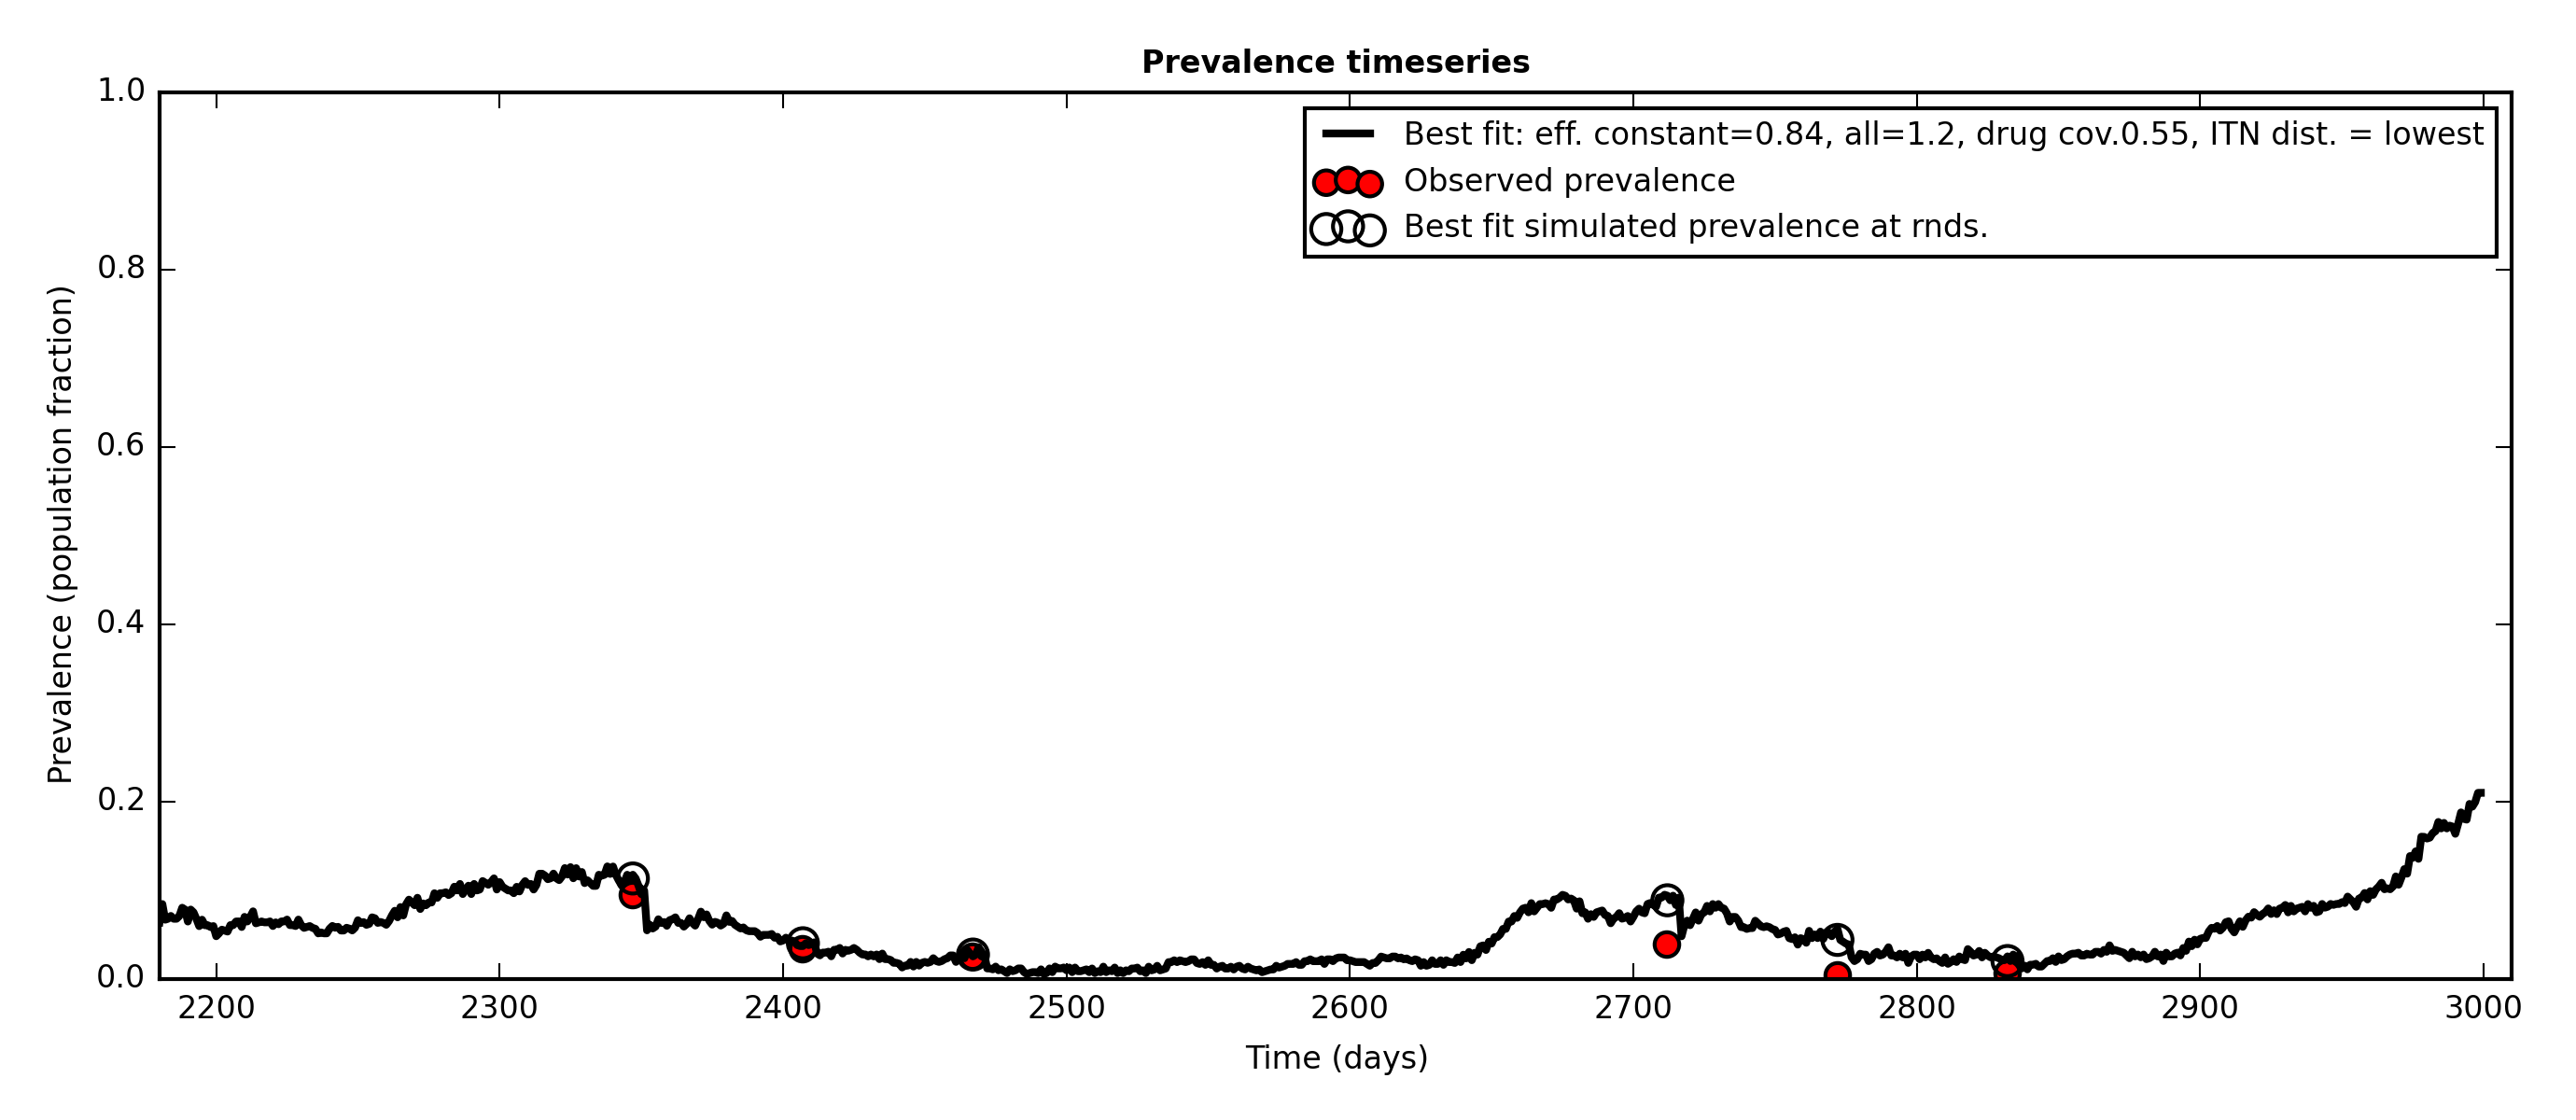 Prevalence timeseries
1.0
Best fit: eff. constant=0.84, all=1.2, drug cov.0.55, ITN dist. = lowest
Observed prevalence
Best fit simulated prevalence at rnds.
0.8
0.6
0.4
0.2
0.0
Prevalence (population fraction)
2200 2300 2400 2500 2600 2700 2800 2900 3000
Time (days)